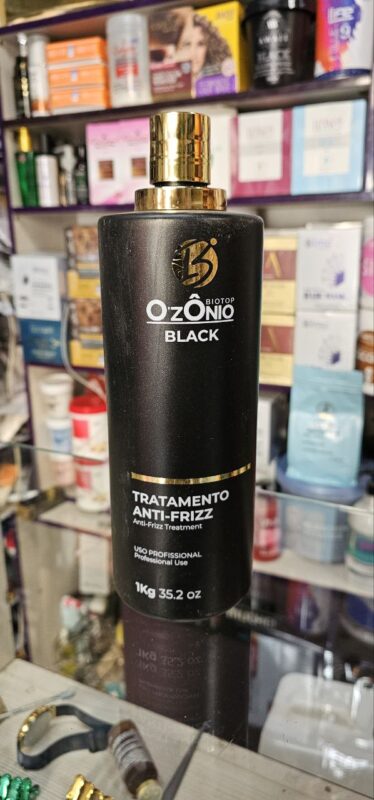 BIOTOP
OzÔNIO
BLACK
TRATAMENTO
ANTI-FRIZZ
Anti-Frizz Treatment
USO PROFISSIONAL
Professional Use
1Kg 35.2 oz